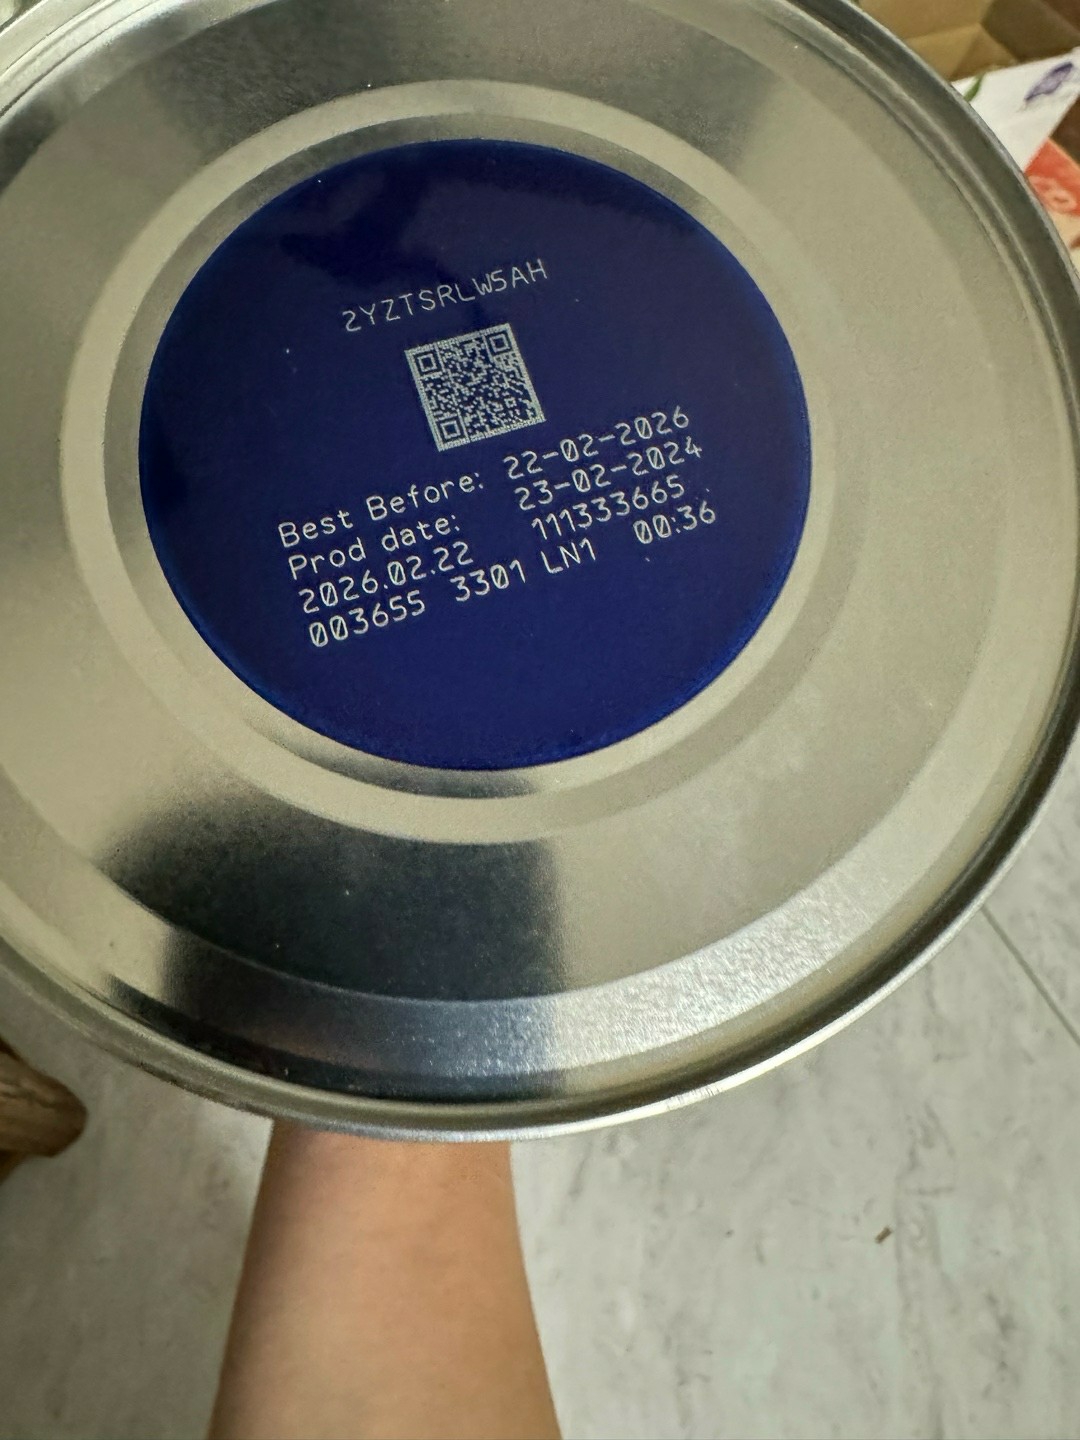 2YZTSRLW5AH
Best Before: 22-02-2026
Prod date: 23-02-2024
2026.02.22 111333665
003655 3301 LN1 00:36